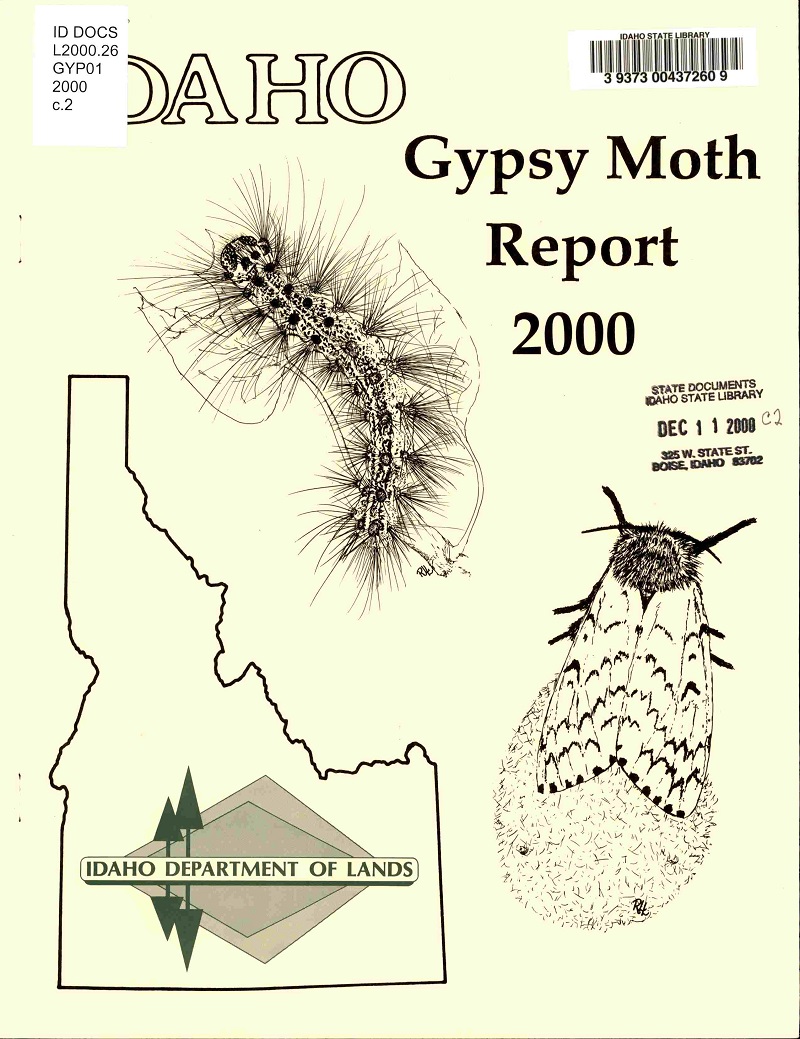 ID DOCS
L2000.26
GYP01
2000
c.2
IDAHO STATE LIBRARY
3 9373 00437260 9
DAHO
Gypsy Moth
Report
2000
STATE DOCUMENTS
IDAHO STATE LIBRARY
DEC 1 1 2000 C2
325 W. STATE ST.
BOISE, IDAHO 83702
RH
IDAHO DEPARTMENT OF LANDS
RH